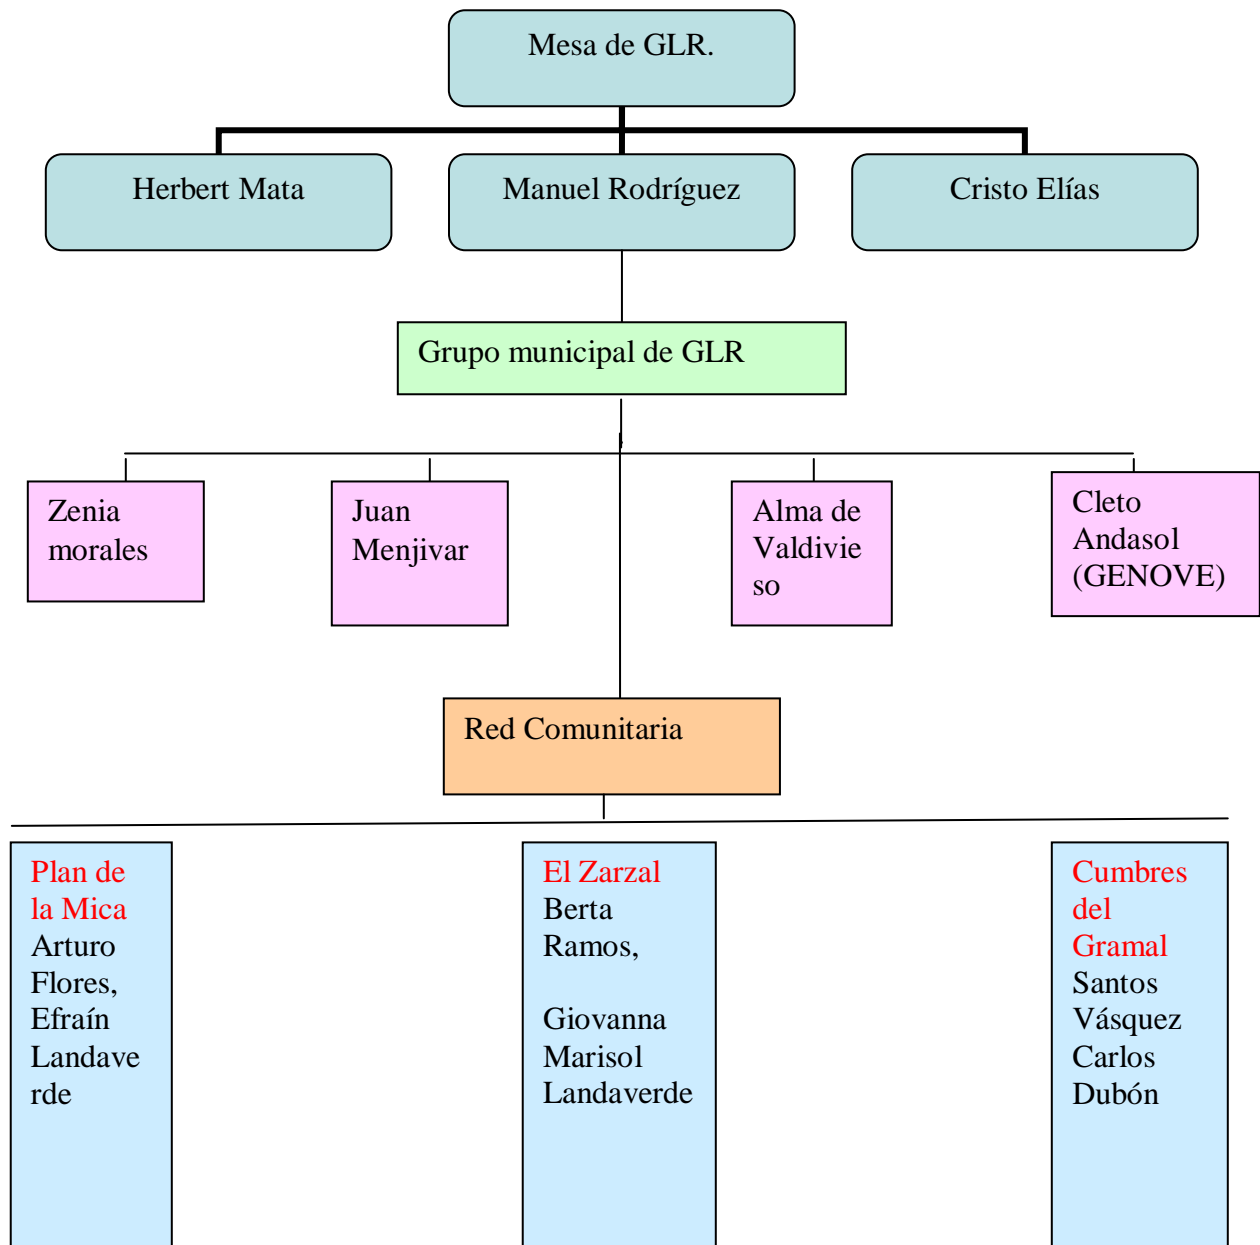 Mesa de GLR.
Herbert Mata
Manuel Rodríguez
Cristo Elías
Grupo municipal de GLR
Zenia
morales
Juan
Menjivar
Alma de
Valdivie
so
Cleto
Andasol
(GENOVE)
Red Comunitaria
Plan de
la Mica
Arturo
Flores,
Efraín
Landave
rde
El Zarzal
Berta
Ramos,
Giovanna
Marisol
Landaverde
Cumbres
del
Gramal
Santos
Vásquez
Carlos
Dubón